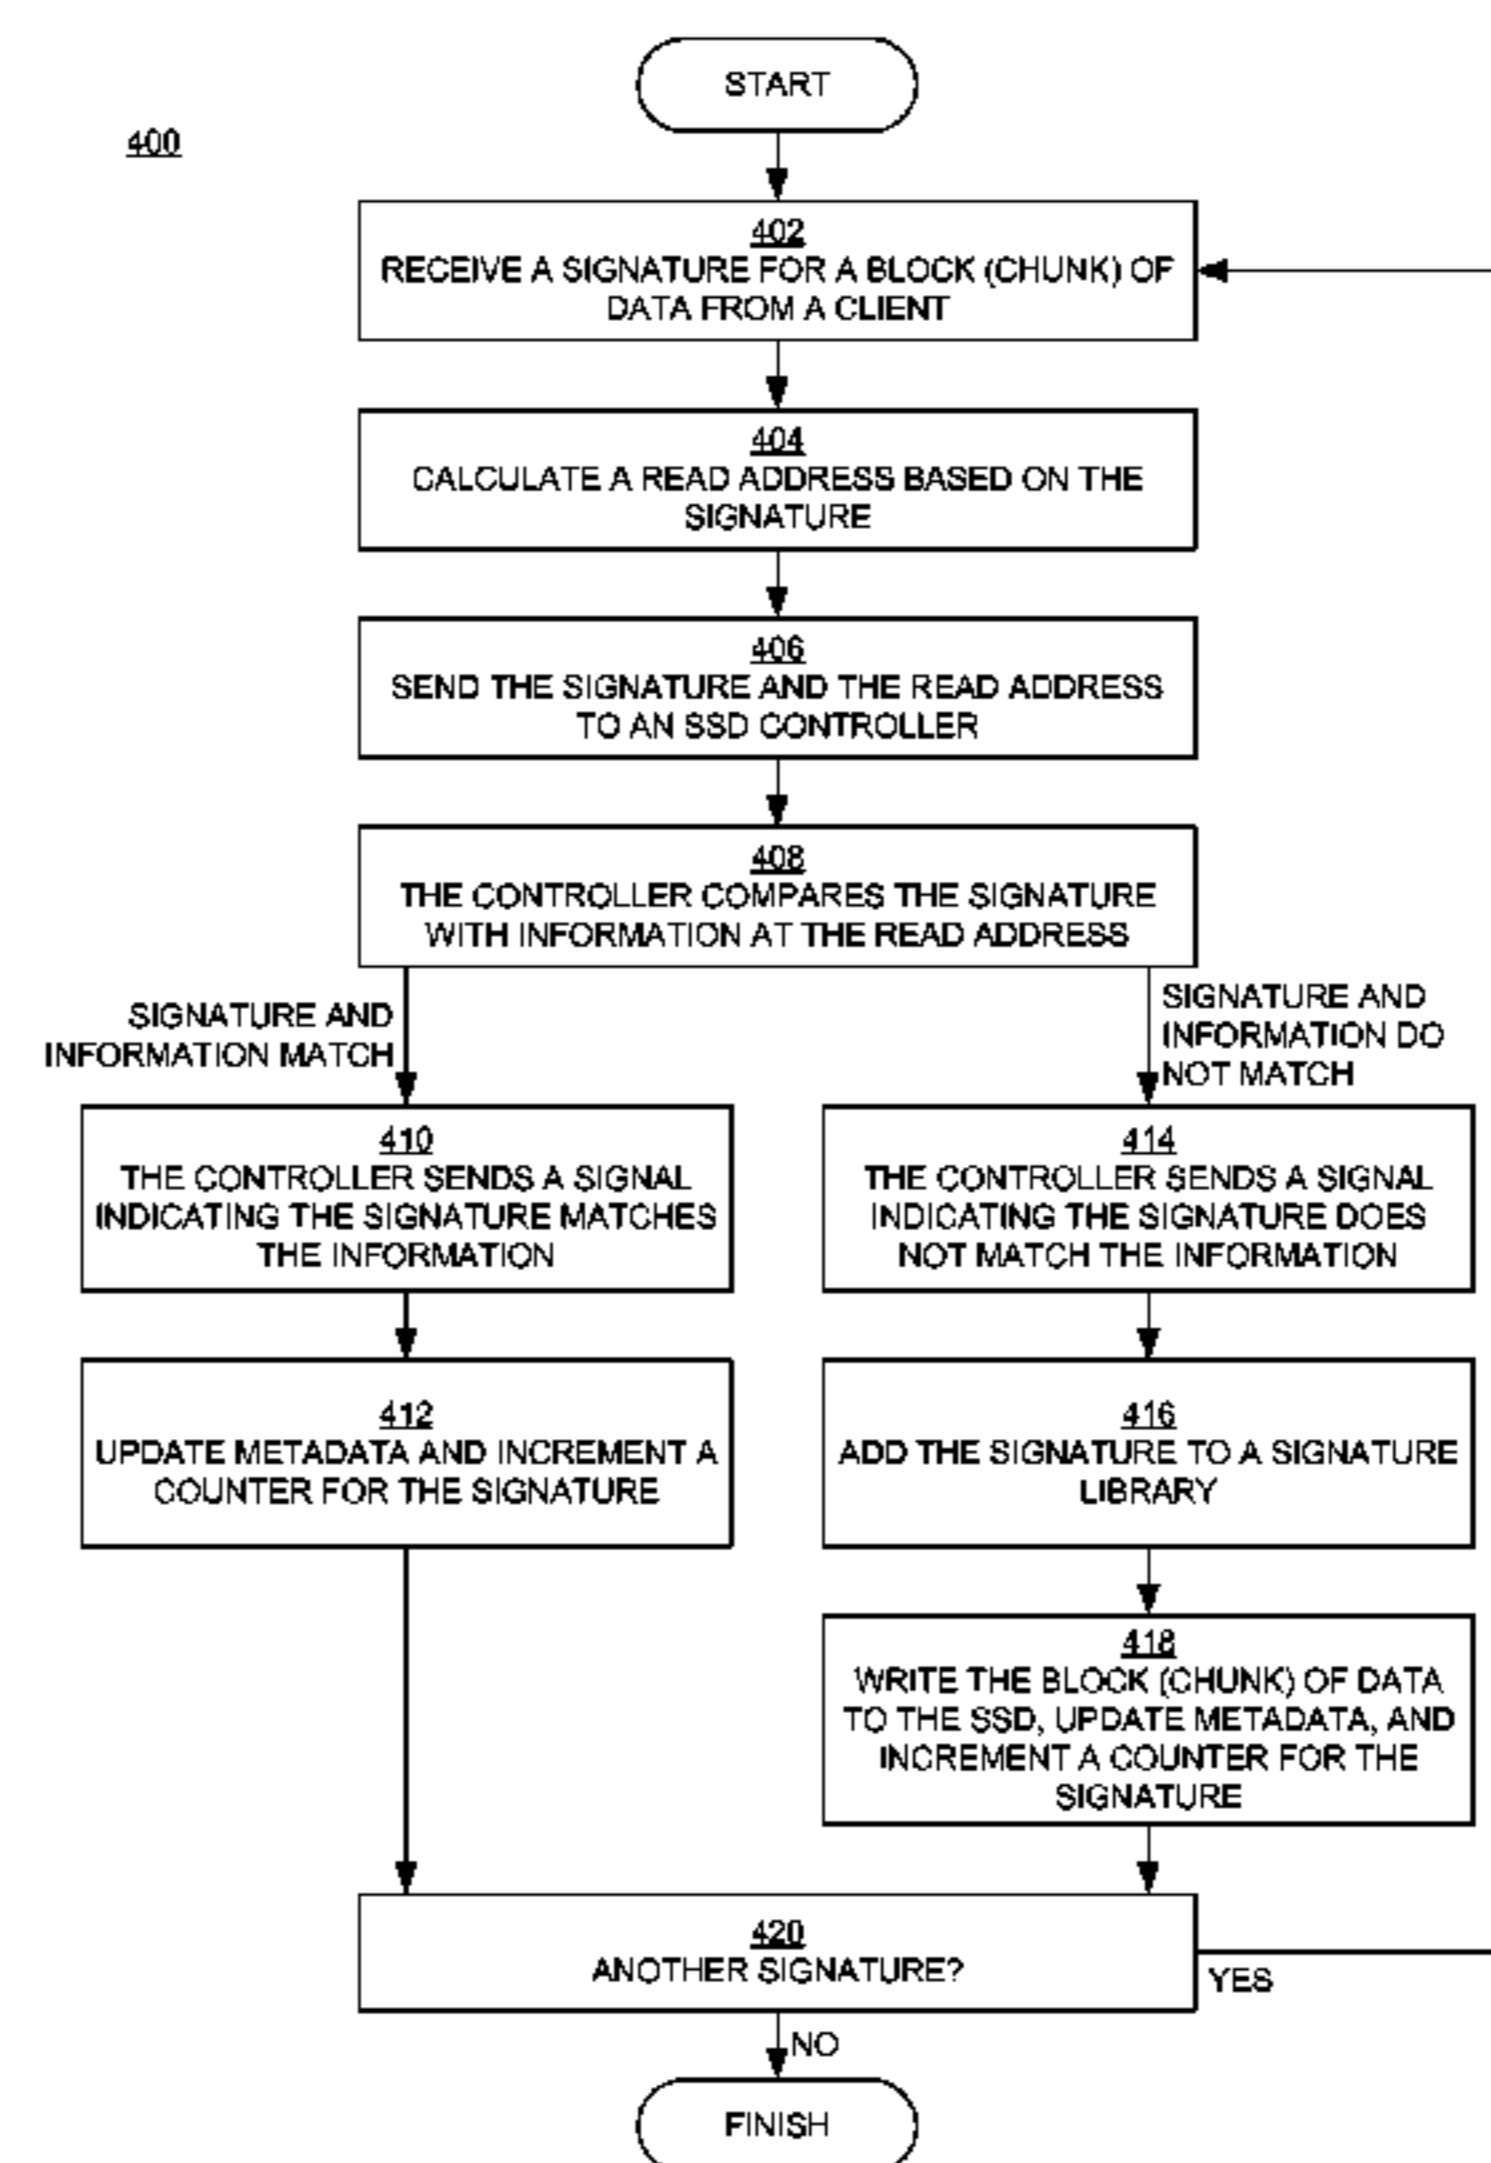 START
400
402
RECEIVE A SIGNATURE FOR A BLOCK (CHUNK) OF
DATA FROM A CLIENT
404
CALCULATE A READ ADDRESS BASED ON THE
SIGNATURE
406
SEND THE SIGNATURE AND THE READ ADDRESS
TO AN SSD CONTROLLER
408
THE CONTROLLER COMPARES THE SIGNATURE
WITH INFORMATION AT THE READ ADDRESS
SIGNATURE AND
INFORMATION MATCH
SIGNATURE AND
INFORMATION DO
NOT MATCH
410
THE CONTROLLER SENDS A SIGNAL
INDICATING THE SIGNATURE MATCHES
THE INFORMATION
414
THE CONTROLLER SENDS A SIGNAL
INDICATING THE SIGNATURE DOES
NOT MATCH THE INFORMATION
412
UPDATE METADATA AND INCREMENT A
COUNTER FOR THE SIGNATURE
416
ADD THE SIGNATURE TO A SIGNATURE
LIBRARY
418
WRITE THE BLOCK (CHUNK) OF DATA
TO THE SSD, UPDATE METADATA, AND
INCREMENT A COUNTER FOR THE
SIGNATURE
420
ANOTHER SIGNATURE?
YES
NO
FINISH